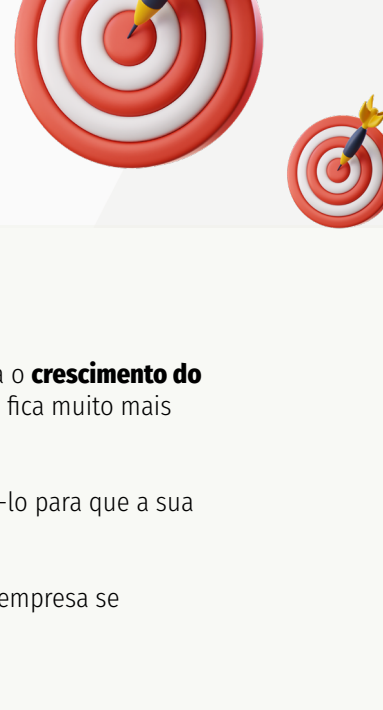 o **crescimento do**
fica muito mais
-lo para que a sua
empresa se